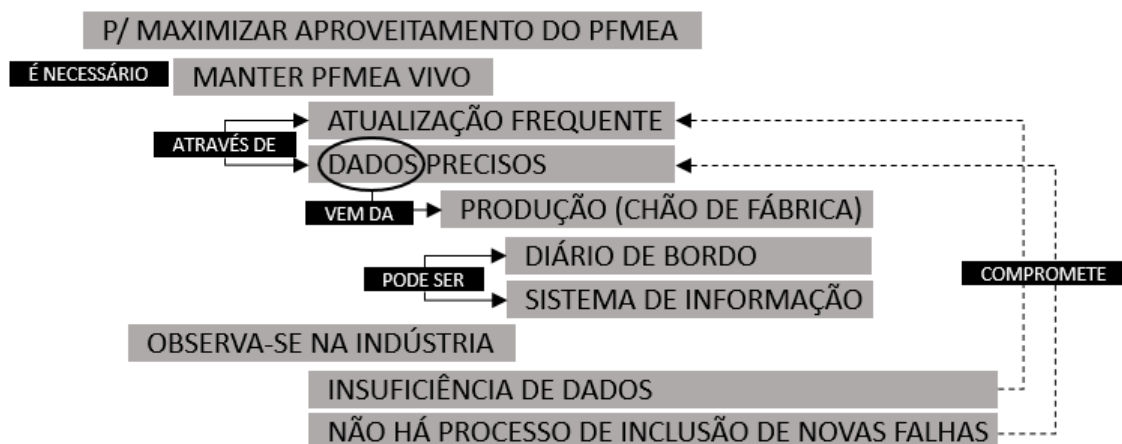 P/ MAXIMIZAR APROVEITAMENTO DO PFMEA
É NECESSÁRIO
MANTER PFMEA VIVO
ATUALIZAÇÃO FREQUENTE
ATRAVÉS DE
DADOS PRECISOS
VEM DA
PRODUÇÃO (CHÃO DE FÁBRICA)
DIÁRIO DE BORDO
PODE SER
COMPROMETE
SISTEMA DE INFORMAÇÃO
OBSERVA-SE NA INDÚSTRIA
INSUFICIÊNCIA DE DADOS
NÃO HÁ PROCESSO DE INCLUSÃO DE NOVAS FALHAS